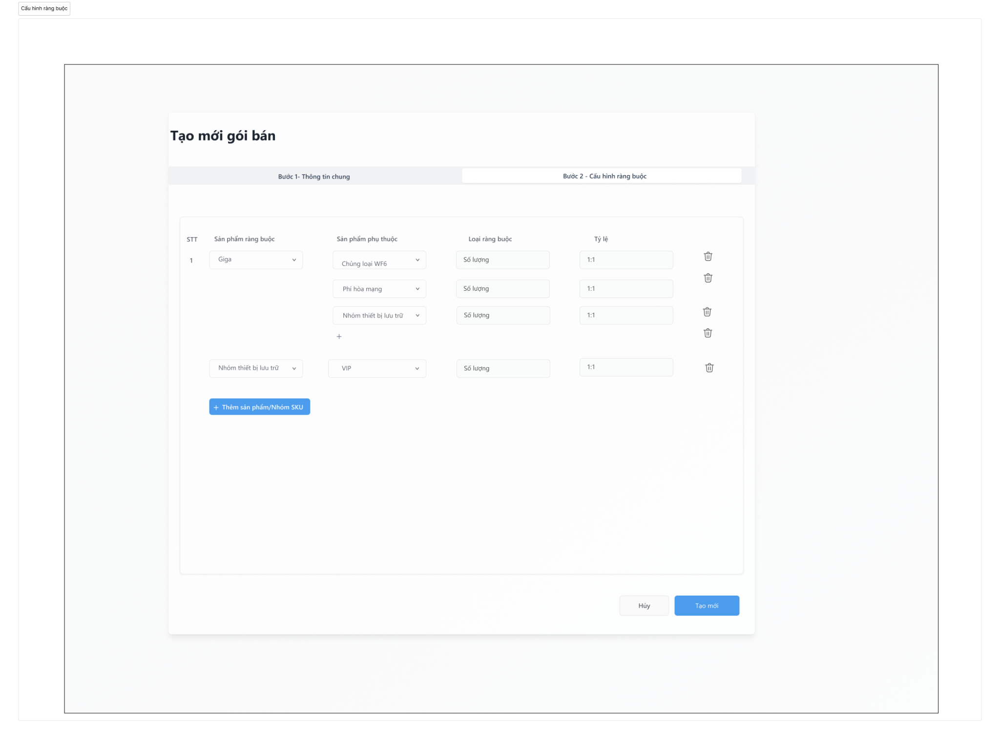 Cấu hình ràng buộc
Tạo mới gói bán
Bước 1- Thông tin chung
Bước 2 - Cấu hình ràng buộc
STT
Sản phẩm ràng buộc
Sản phẩm phụ thuộc
Loại ràng buộc
Tỷ lệ
1
Giga
Chủng loại WF6
Số lượng
1:1
Phí hòa mạng
Số lượng
1:1
Nhóm thiết bị lưu trữ
Số lượng
1:1
+
Nhóm thiết bị lưu trữ
VIP
Số lượng
1:1
+ Thêm sản phẩm/Nhóm SKU
Hủy
Tạo mới